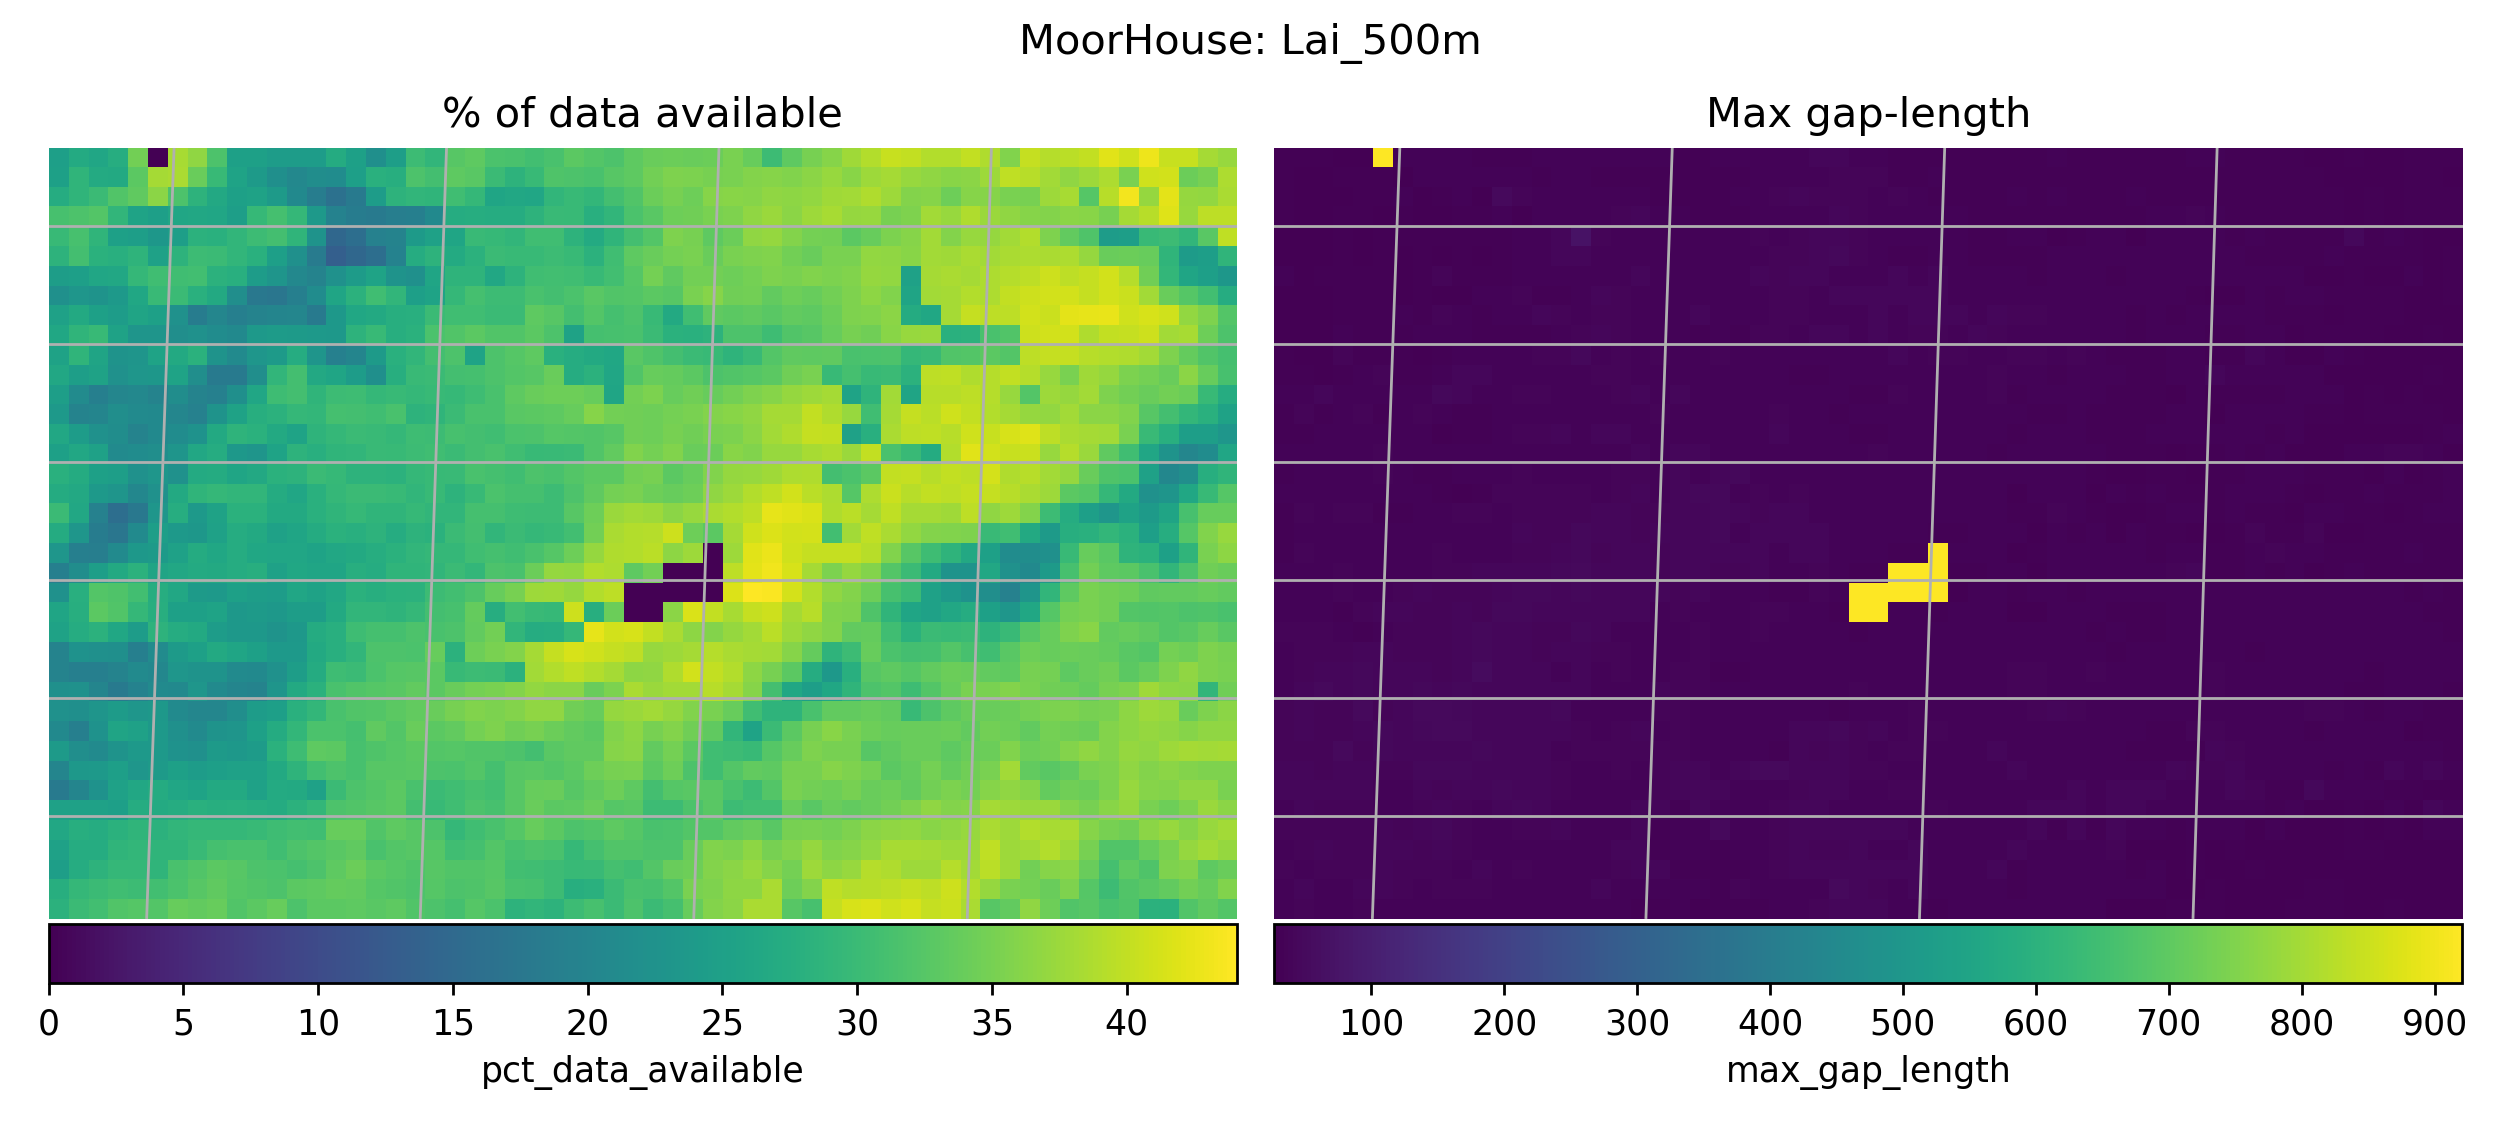 MoorHouse: Lai_500m
% of data available
Max gap-length
0 5 10 15 20 25 30 35 40
100 200 300 400 500 600 700 800 900
pct_data_available
max_gap_length